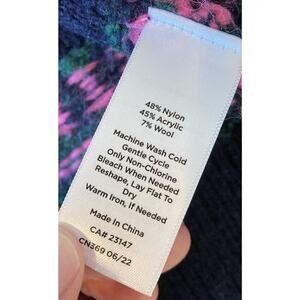 48% Nylon
45% Acrylic
7% Wool
Machine Wash Cold
Gentle Cycle
Only Non-Chlorine
Bleach When Needed
Reshape, Lay Flat To
Dry
Warm Iron, If Needed
Made In China
CA# 23147
CN369 06/22